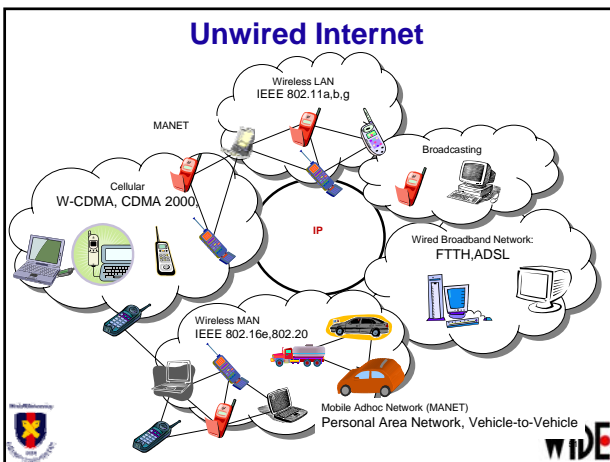 Unwired Internet
Wireless LAN
IEEE 802.11a,b,g
MANET
Broadcasting
Cellular
W-CDMA, CDMA 2000,
IP
Wired Broadband Network:
FTTH,ADSL
Wireless MAN
IEEE 802.16e,802.20
Mobile Adhoc Network (MANET)
Personal Area Network, Vehicle-to-Vehicle
WIDE